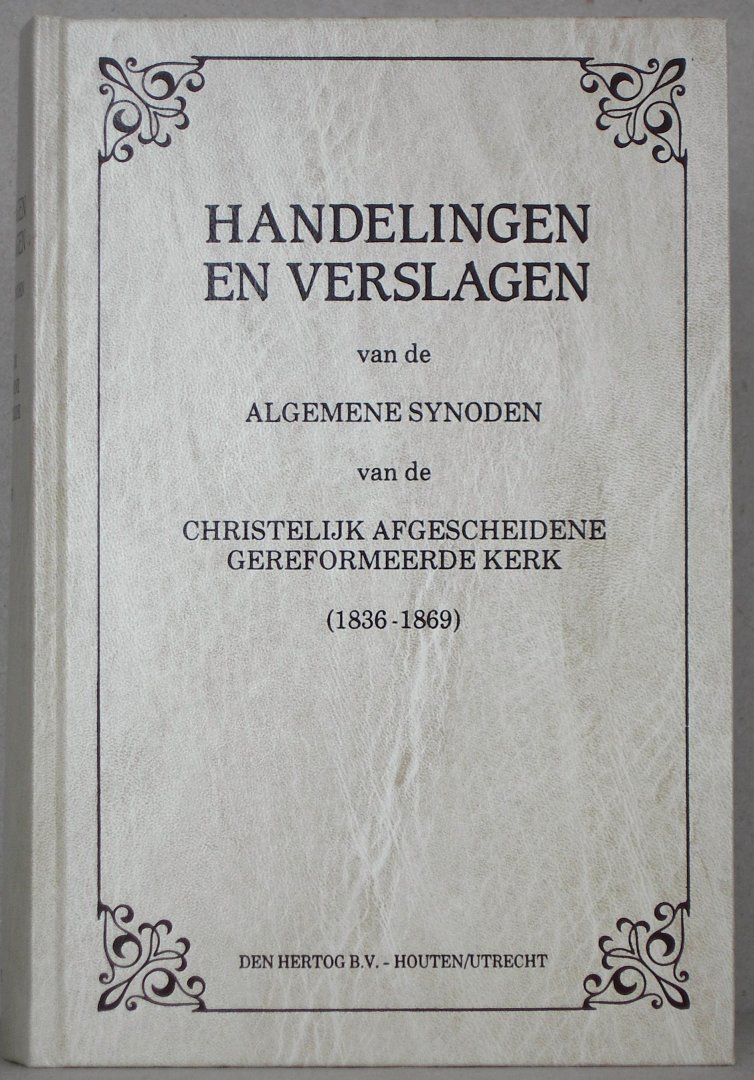 HANDELINGEN
EN VERSLAGEN
van de
ALGEMENE SYNODEN
van de
CHRISTELIJK AFGESCHEIDENE
GEREFORMEERDE KERK
(1836-1869)
DEN HERTOG B.V. - HOUTEN/UTRECHT